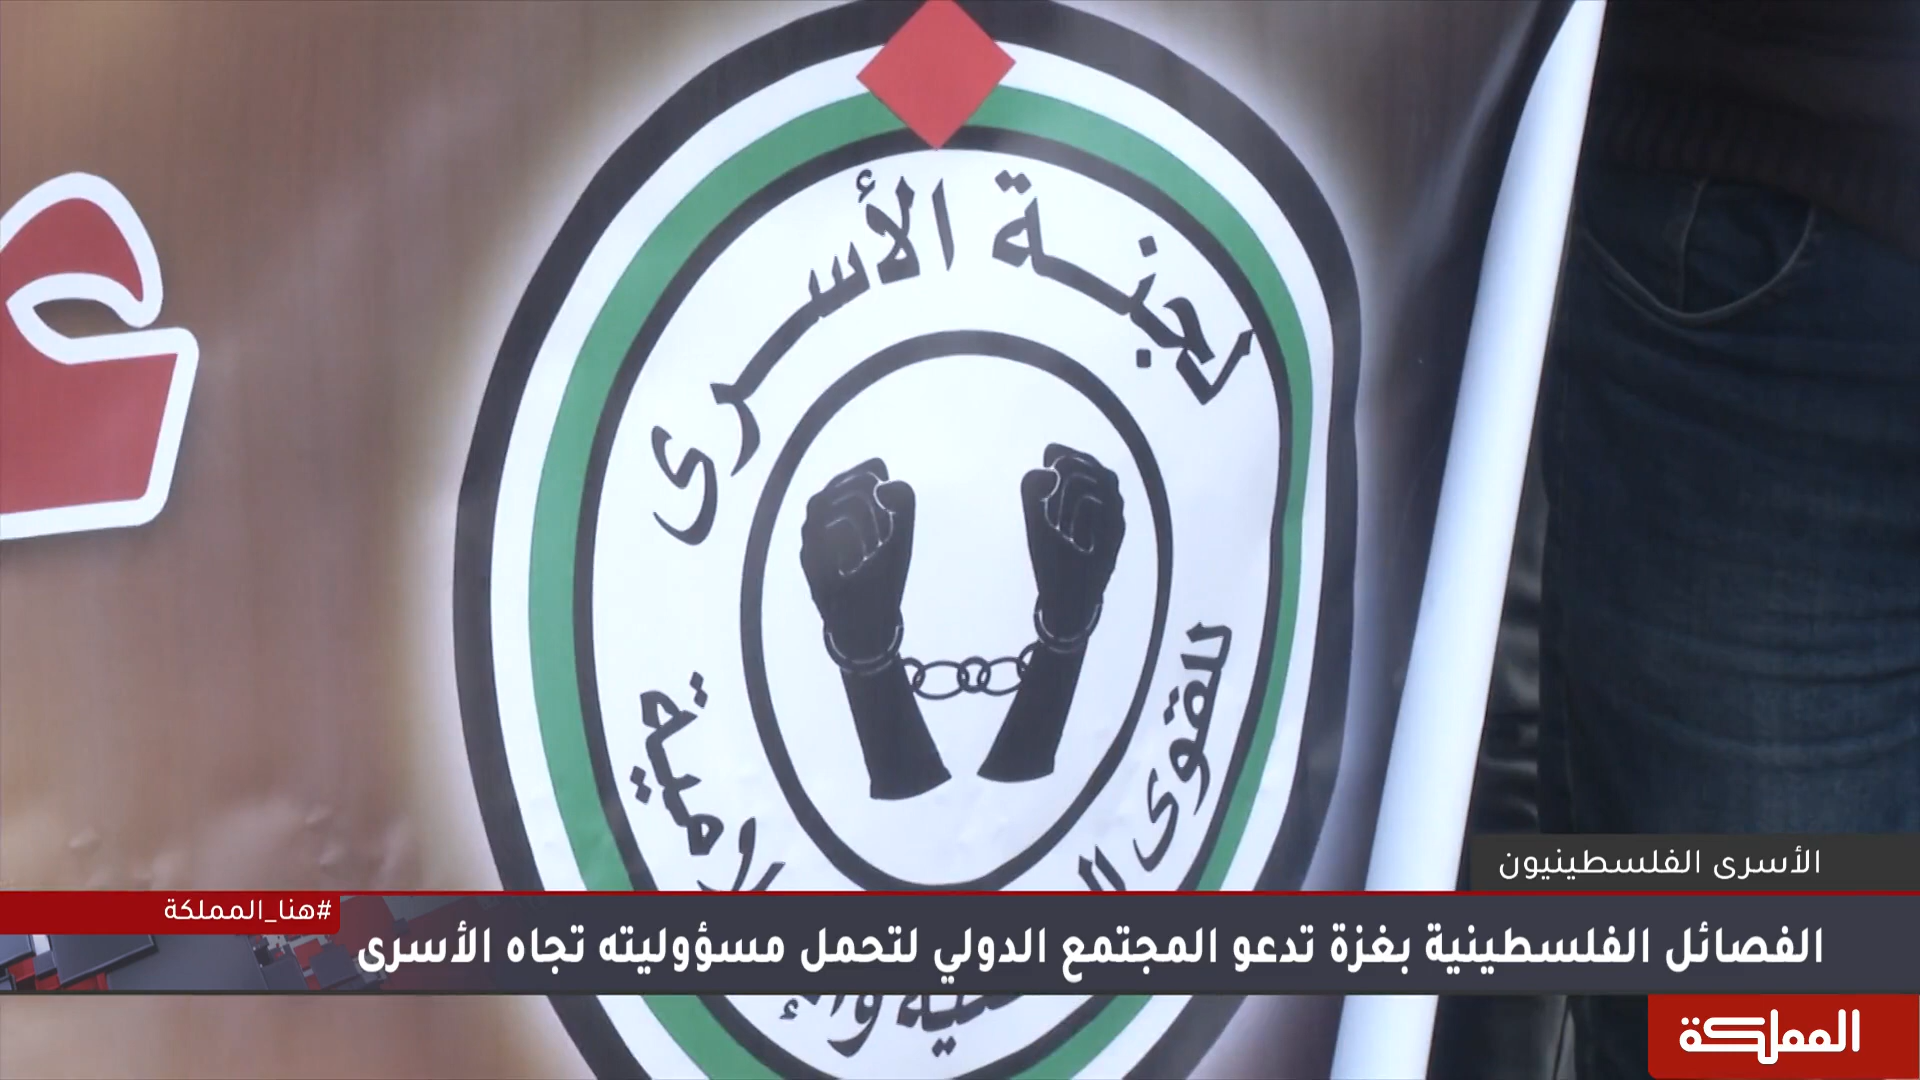 لجنة الأسرى
للقوى
الأسرى الفلسطينيون
#هنا_المملكة
الفصائل الفلسطينية بغزة تدعو المجتمع الدولي لتحمل مسؤوليته تجاه الأسرى
المملكة